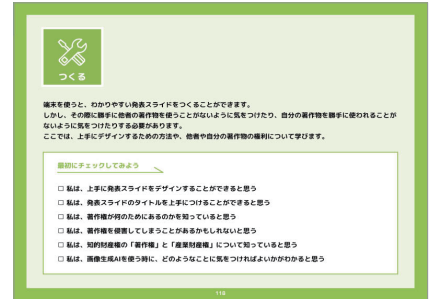 つくる
端末を使うと、わかりやすい発表スライドをつくることができます。
しかし、その際に勝手に他者の著作物を使うことがないように気をつけたり、自分の著作物を勝手に使われることが
ないように気をつけたりする必要があります。
ここでは、上手にデザインするための方法や、他者や自分の著作物の権利について学びます。
最初にチェックしてみよう
□ 私は、上手に発表スライドをデザインすることができると思う
□ 私は、発表スライドのタイトルを上手につけることができると思う
□ 私は、著作権が何のためにあるのかを知っていると思う
□ 私は、著作権を侵害してしまうことがあるかもしれないと思う
□ 私は、知的財産権の「著作権」と「産業財産権」について知っていると思う
□ 私は、画像生成AIを使う時に、どのようなことに気をつければよいかがわかると思う
116